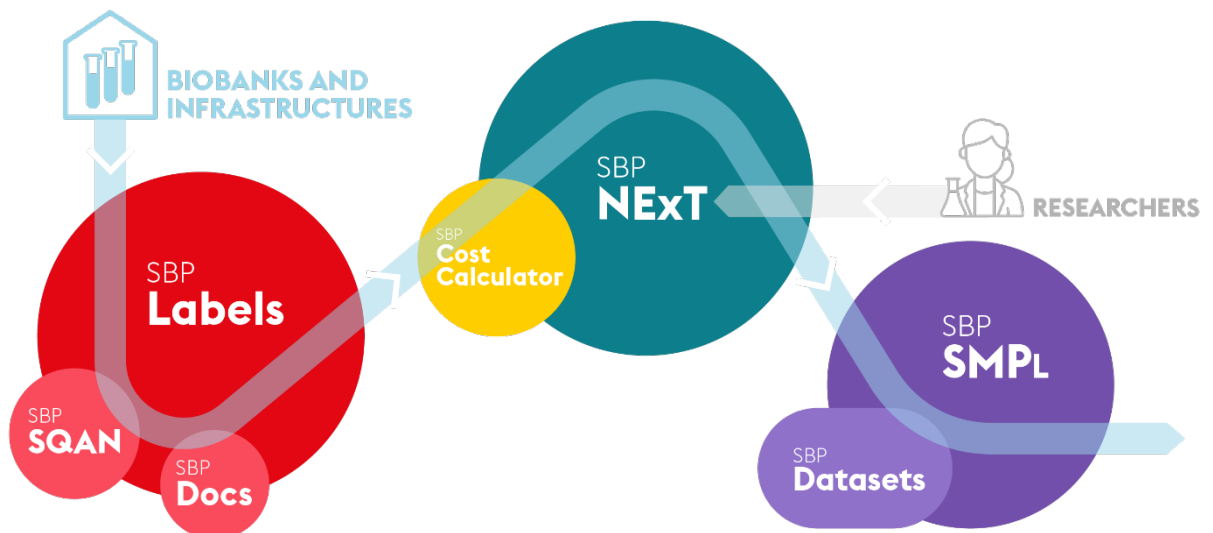 BIOBANKS AND
INFRASTRUCTURES
SBP
Labels
SBP
SQAN
SBP
Docs
SBP
Cost
Calculator
SBP
NExT
RESEARCHERS
SBP
SMPL
SBP
Datasets